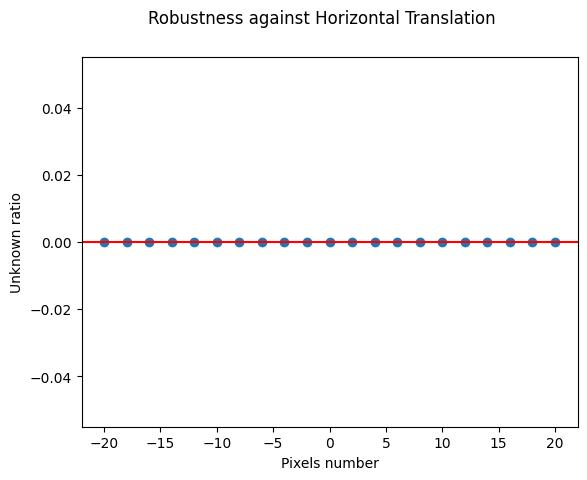 Robustness against Horizontal Translation
0.04
0.02
0.00
−0.02
−0.04
Unknown ratio
−20 −15 −10 −5 0 5 10 15 20
Pixels number